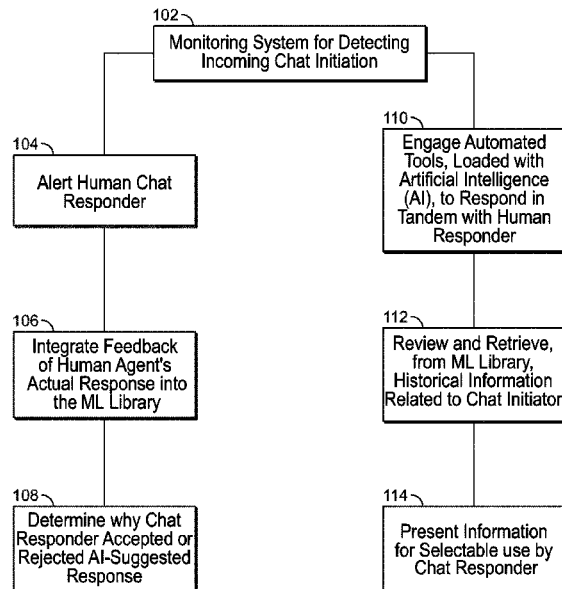 102
Monitoring System for Detecting
Incoming Chat Initiation
104
Alert Human Chat
Responder
106
Integrate Feedback
of Human Agent's
Actual Response into
the ML Library
108
Determine why Chat
Responder Accepted or
Rejected AI-Suggested
Response
110
Engage Automated
Tools, Loaded with
Artificial Intelligence
(AI), to Respond in
Tandem with Human
Responder
112
Review and Retrieve,
from ML Library,
Historical Information
Related to Chat Initiator
114
Present Information
for Selectable use by
Chat Responder